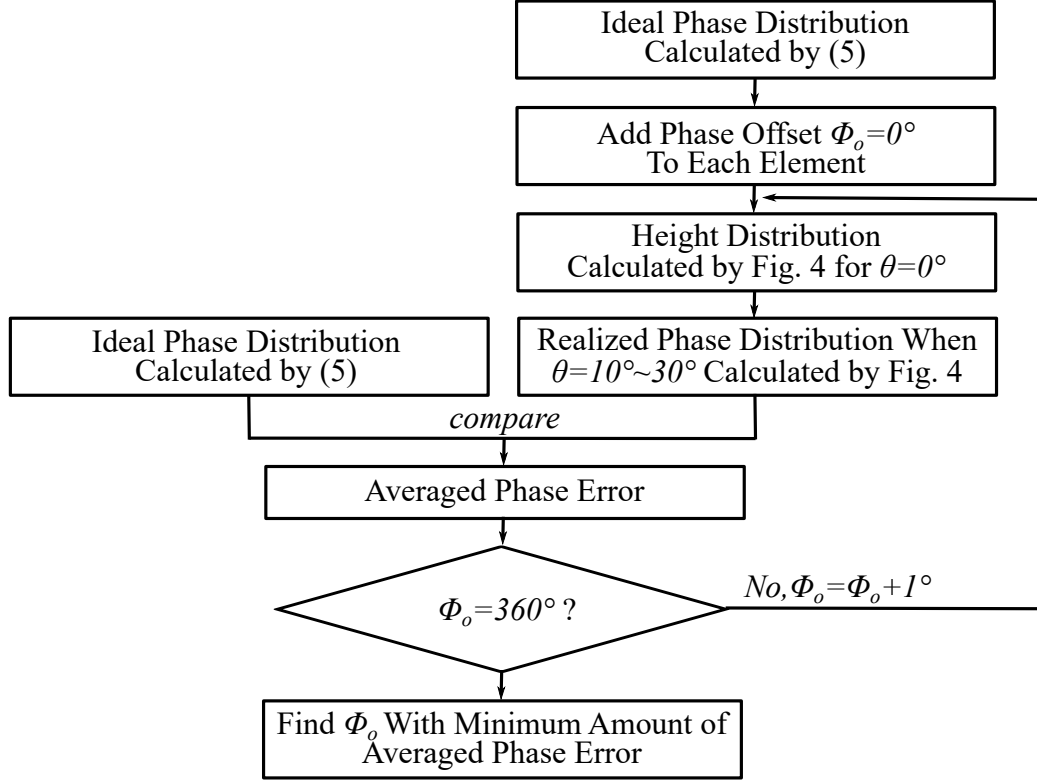 Ideal Phase Distribution
Calculated by (5)
Add Phase Offset Φₒ=0°
To Each Element
Height Distribution
Calculated by Fig. 4 for θ=0°
Ideal Phase Distribution
Calculated by (5)
Realized Phase Distribution When
θ=10°~30° Calculated by Fig. 4
compare
Averaged Phase Error
Φₒ=360° ?
No,Φₒ=Φₒ+1°
Find Φₒ With Minimum Amount of
Averaged Phase Error